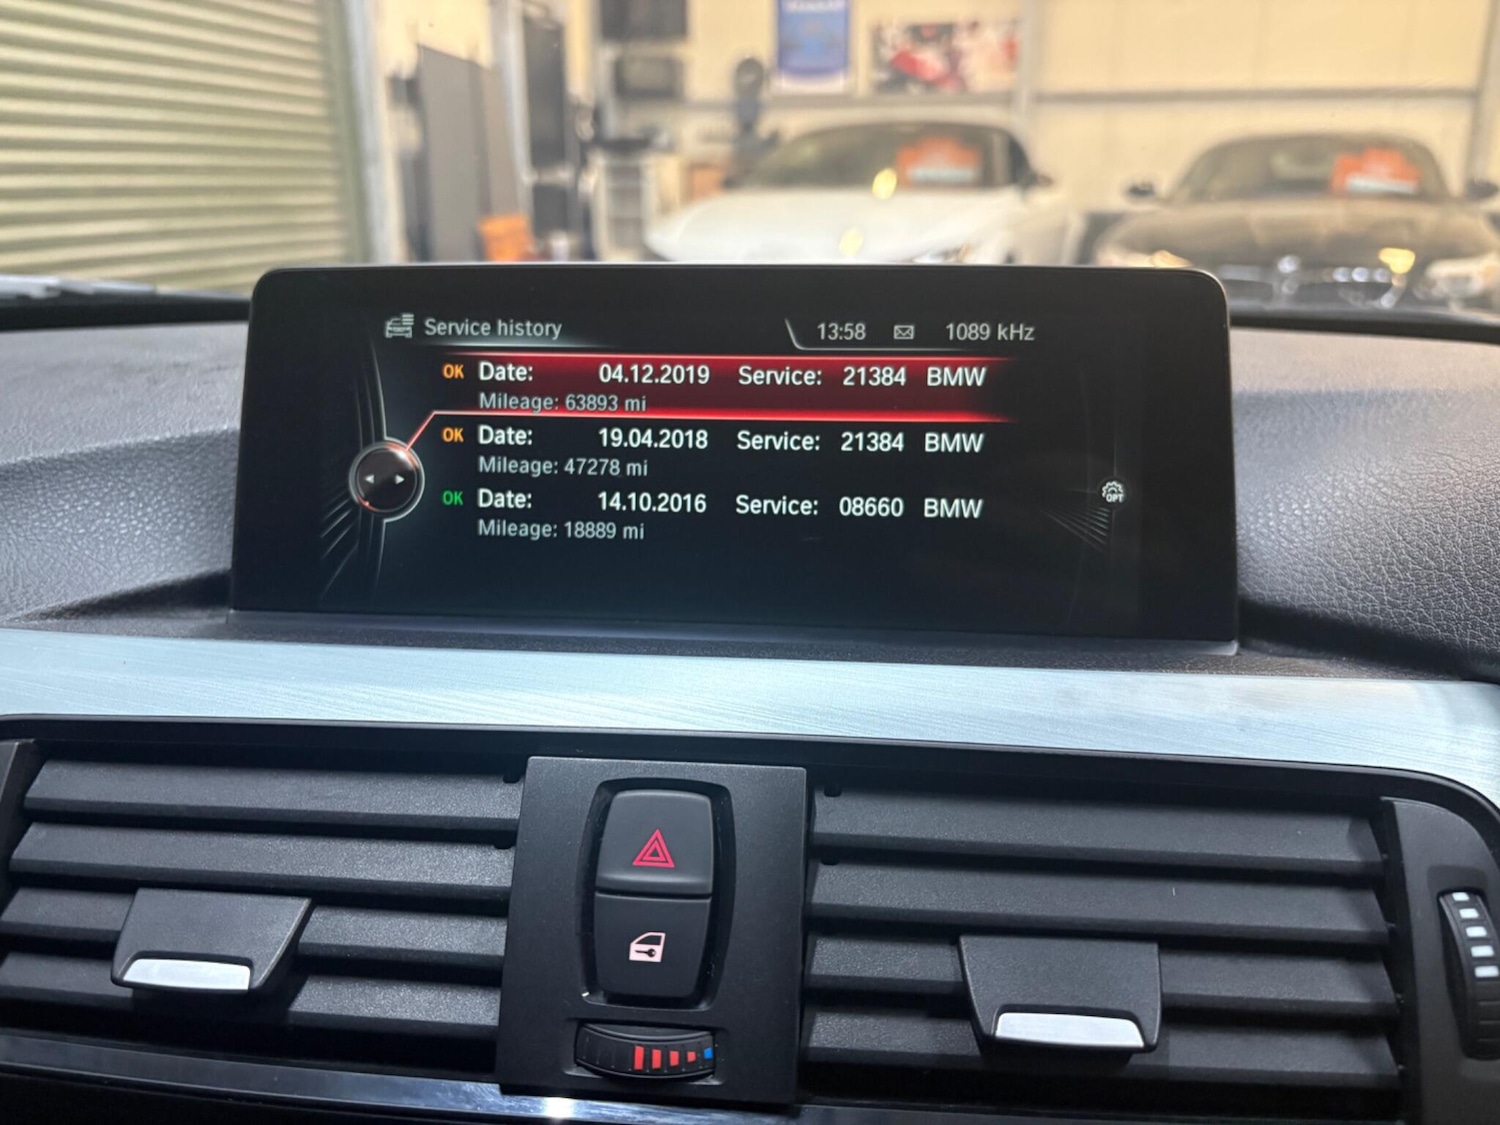 Service history 13:58 1089 kHz
OK Date: 04.12.2019 Service: 21384 BMW
Mileage: 63893 mi
OK Date: 19.04.2018 Service: 21384 BMW
Mileage: 47278 mi
OK Date: 14.10.2016 Service: 08660 BMW
Mileage: 18889 mi
OPT